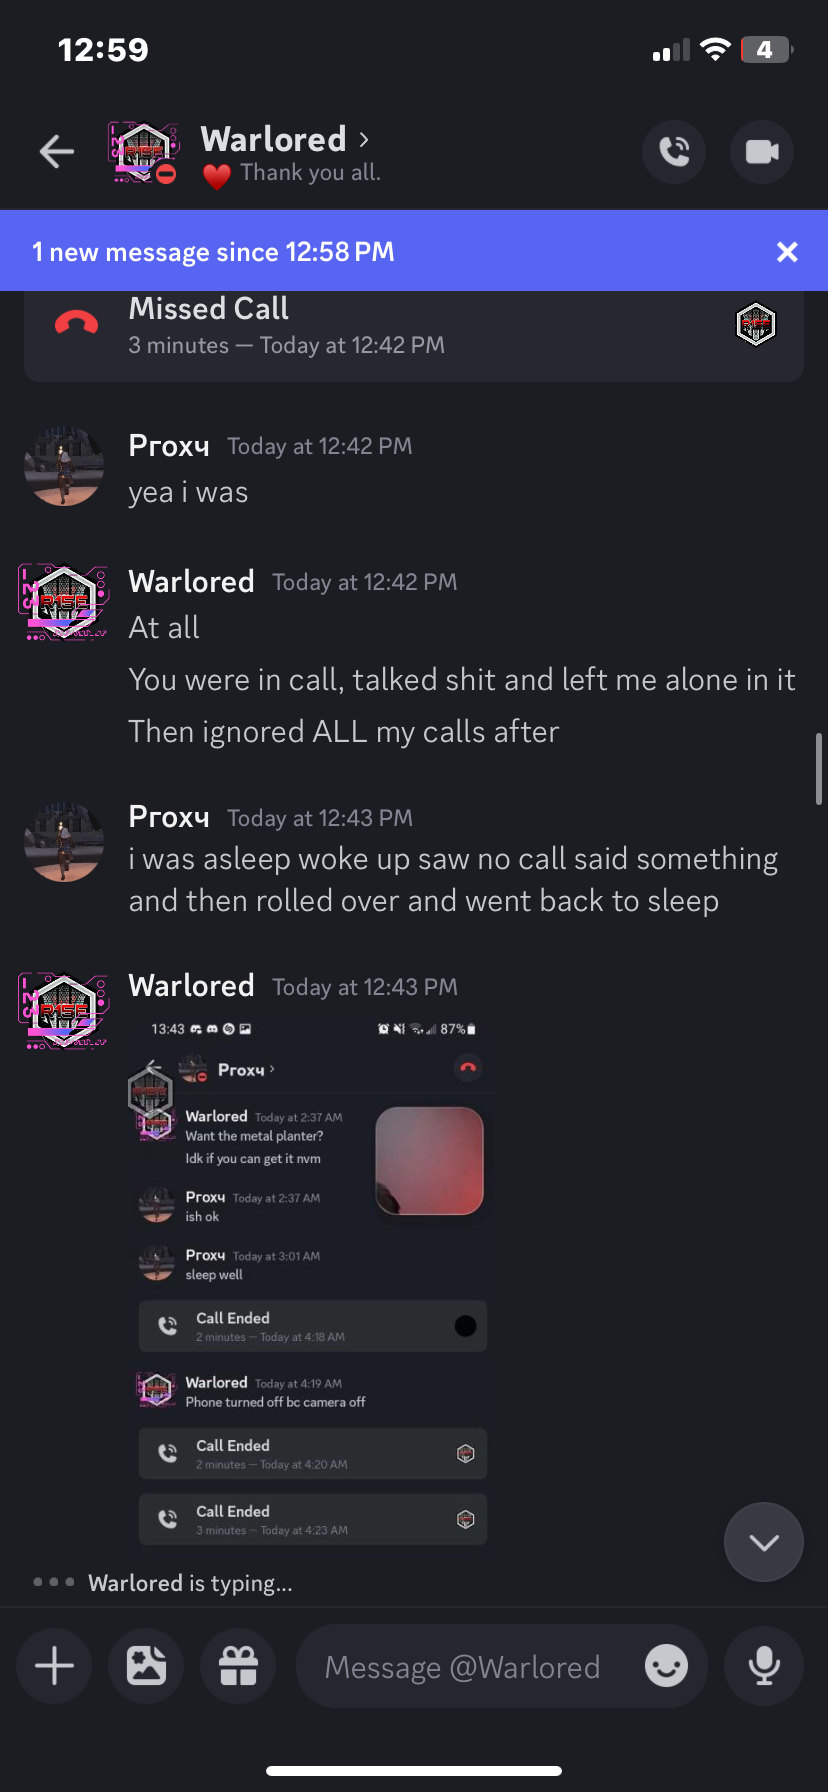 12:59
4
Warlored
Thank you all.
1 new message since 12:58 PM
Missed Call
3 minutes — Today at 12:42 PM
Proxч Today at 12:42 PM
yea i was
Warlored Today at 12:42 PM
At all
You were in call, talked shit and left me alone in it
Then ignored ALL my calls after
Proxч Today at 12:43 PM
i was asleep woke up saw no call said something
and then rolled over and went back to sleep
Warlored Today at 12:43 PM
13:43 87%
Proxч
Warlored Today at 2:37 AM
Want the metal planter?
Idk if you can get it nvm
Proxч Today at 2:37 AM
ish ok
Proxч Today at 3:01 AM
sleep well
Call Ended
2 minutes — Today at 4:18 AM
Warlored Today at 4:19 AM
Phone turned off bc camera off
Call Ended
2 minutes — Today at 4:20 AM
Call Ended
3 minutes — Today at 4:23 AM
Warlored is typing...
Message @Warlored